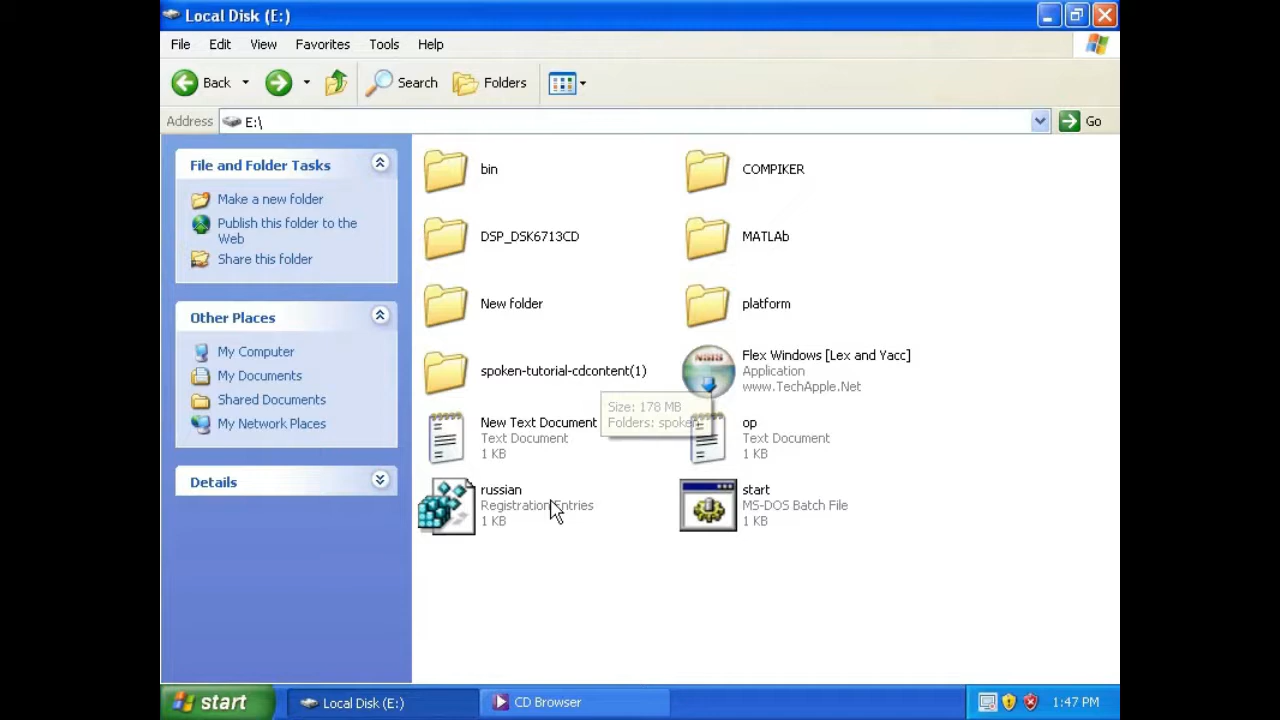 Local Disk (E:)
File Edit View Favorites Tools Help
Back Search Folders
Address E:\ Go
File and Folder Tasks
Make a new folder
Publish this folder to the
Web
Share this folder
Other Places
My Computer
My Documents
Shared Documents
My Network Places
Details
bin
COMPIKER
DSP_DSK6713CD
MATLAb
New folder
platform
spoken-tutorial-cdcontent(1)
NSIS
Flex Windows [Lex and Yacc]
Application
www.TechApple.Net
Size: 178 MB
Folders: spoken
New Text Document
Text Document
1 KB
op
Text Document
1 KB
russian
Registration Entries
1 KB
start
MS-DOS Batch File
1 KB
start Local Disk (E:) CD Browser 1:47 PM